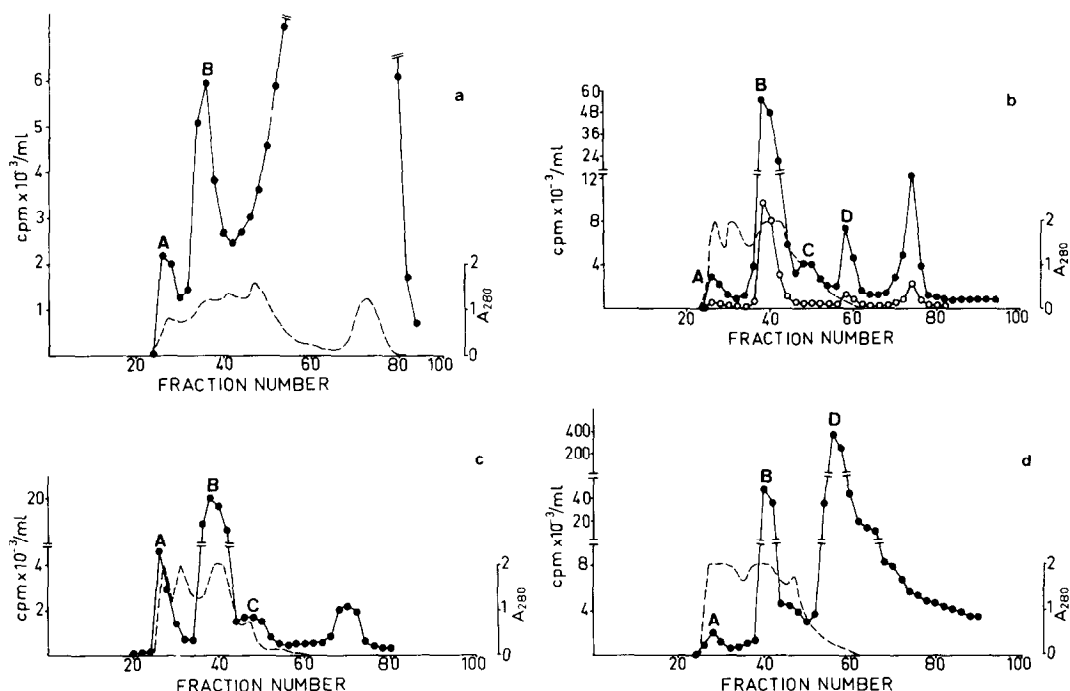 a
6
5
4
3
2
1
cpm x 10⁻³/ml
A
B
2
1
0
A₂₈₀
20
40
60
80
100
FRACTION NUMBER
b
60
48
36
24
12
8
4
cpm x 10⁻³/ml
A
B
C
D
2
1
0
A₂₈₀
20
40
60
80
100
FRACTION NUMBER
c
20
4
2
cpm x 10⁻³/ml
A
B
C
2
1
0
A₂₈₀
20
40
60
80
100
FRACTION NUMBER
d
400
200
40
20
8
4
cpm x 10⁻³/ml
A
B
D
2
1
0
A₂₈₀
20
40
60
80
100
FRACTION NUMBER